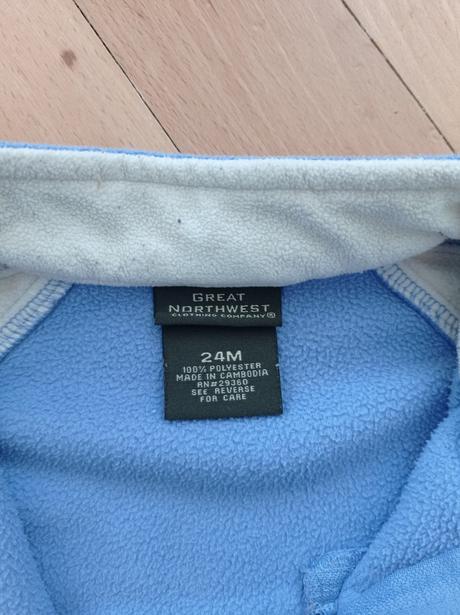 GREAT
NORTHWEST
CLOTHING COMPANY®
24M
100% POLYESTER
MADE IN CAMBODIA
RN#29360
SEE REVERSE
FOR CARE